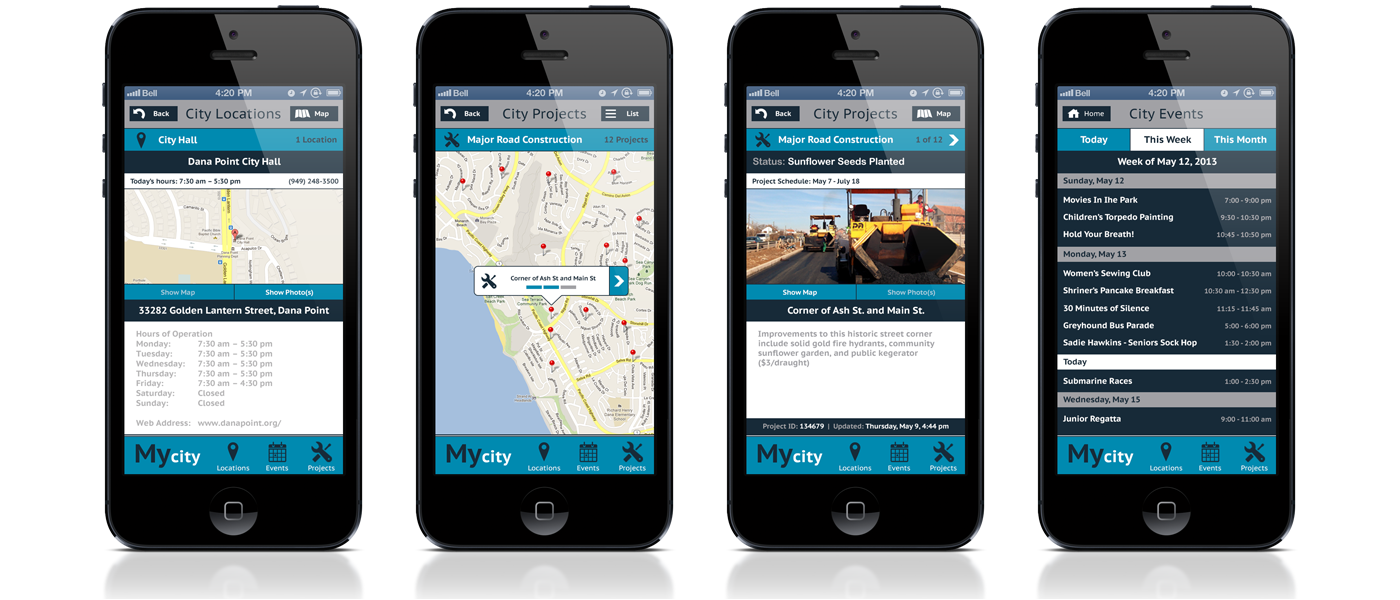 Bell 4:20 PM
Back City Locations Map
City Hall 1 Location
Dana Point City Hall
Today's hours: 7:30 am – 5:30 pm (949) 248-3500
Show Map Show Photo(s)
33282 Golden Lantern Street, Dana Point
Hours of Operation
Monday: 7:30 am – 5:30 pm
Tuesday: 7:30 am – 5:30 pm
Wednesday: 7:30 am – 5:30 pm
Thursday: 7:30 am – 5:30 pm
Friday: 7:30 am – 4:30 pm
Saturday: Closed
Sunday: Closed
Web Address: www.danapoint.org/
Mycity Locations Events Projects
Bell 4:20 PM
Back City Projects List
Major Road Construction 12 Projects
Corner of Ash St and Main St
Mycity Locations Events Projects
Bell 4:20 PM
Back City Projects Map
Major Road Construction 1 of 12
Status: Sunflower Seeds Planted
Project Schedule: May 7 - July 18
Show Map Show Photo(s)
Corner of Ash St. and Main St.
Improvements to this historic street corner
include solid gold fire hydrants, community
sunflower garden, and public kegerator
($3/draught)
Project ID: 134679 | Updated: Thursday, May 9, 4:44 pm
Mycity Locations Events Projects
Bell 4:20 PM
Home City Events
Today This Week This Month
Week of May 12, 2013
Sunday, May 12
Movies In Ihe Park 7:00 - 9:00 pm
Children's Torpedo Painting 9:30 - 10:30 pm
Hold Your Breath! 10:45 - 10:50 pm
Monday, May 13
Women's Sewing Club 10:00 - 10:30 am
Shriner's Pancake Breakfast 10:30 am - 12:30 pm
30 Minutes of Silence 11:15 - 11:45 am
Greyhound Bus Parade 5:00 - 6:00 pm
Sadie Hawkins - Seniors Sock Hop 1:30 - 2:00 pm
Today
Submarine Races 1:00 - 2:30 pm
Wednesday, May 15
Junior Regatta 9:00 - 11:00 am
Mycity Locations Events Projects